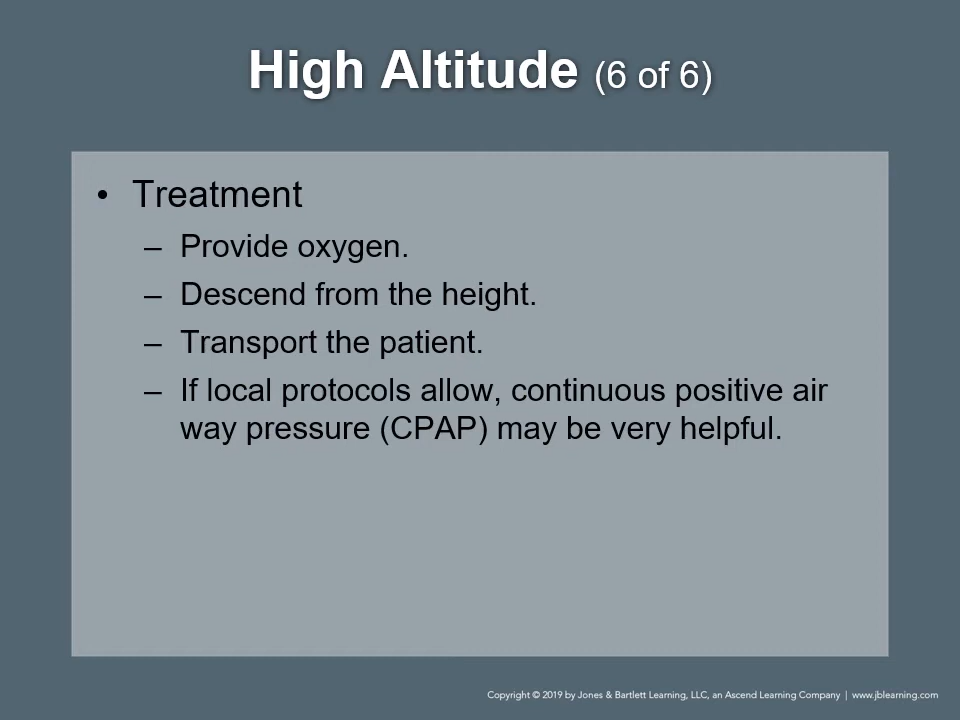 High Altitude (6 of 6)
• Treatment
– Provide oxygen.
– Descend from the height.
– Transport the patient.
– If local protocols allow, continuous positive air
way pressure (CPAP) may be very helpful.
Copyright © 2019 by Jones & Bartlett Learning, LLC, an Ascend Learning Company | www.jblearning.com